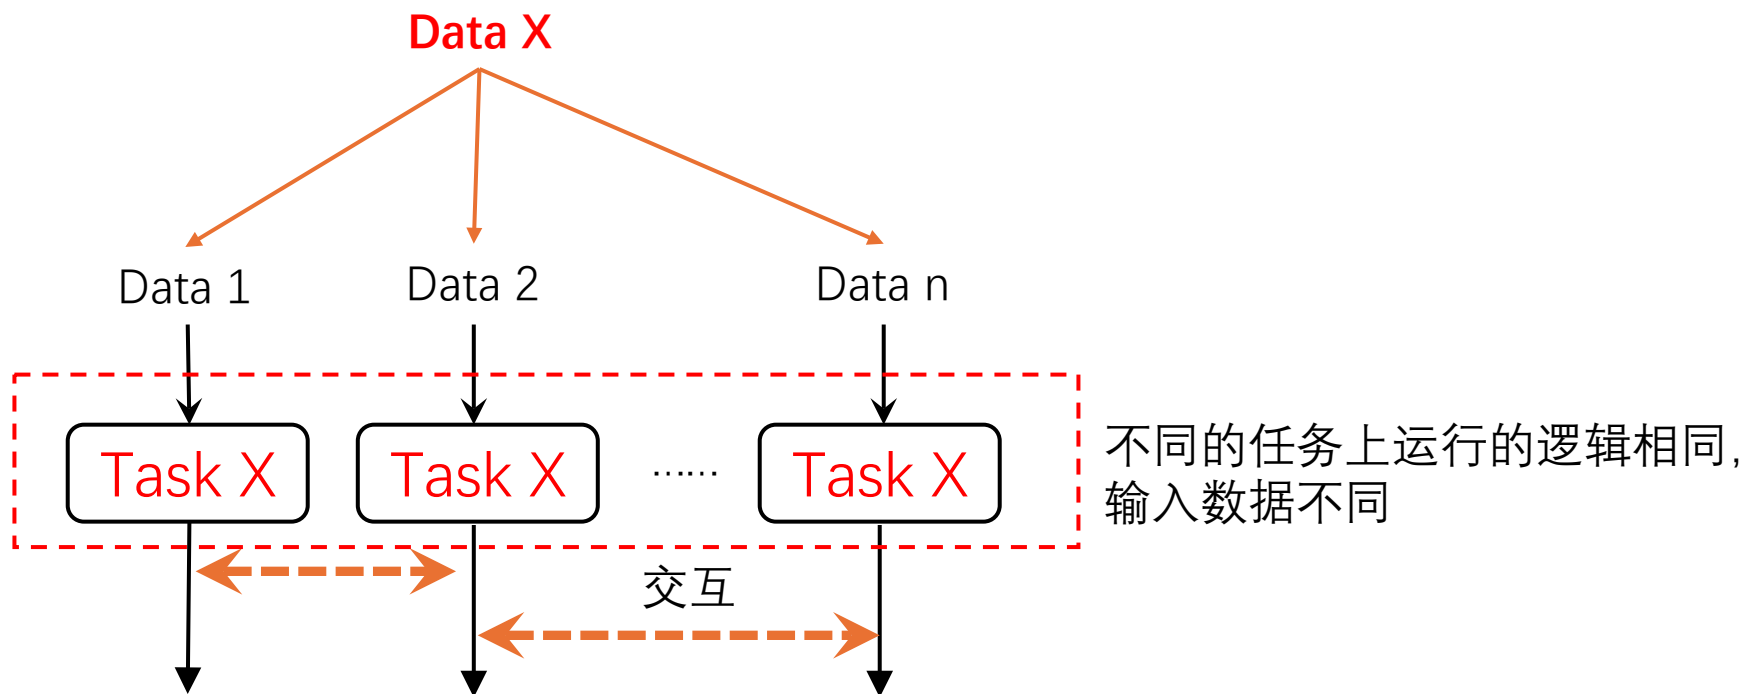 Data X
Data 1
Data 2
Data n
Task X
Task X
……
Task X
不同的任务上运行的逻辑相同,
输入数据不同
交互